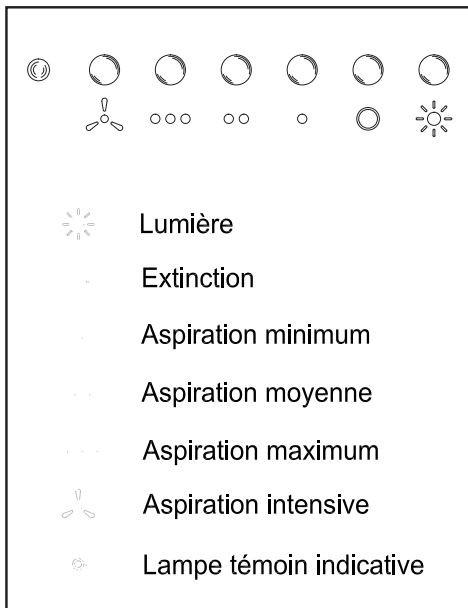 Lumière
Extinction
Aspiration minimum
Aspiration moyenne
Aspiration maximum
Aspiration intensive
Lampe témoin indicative